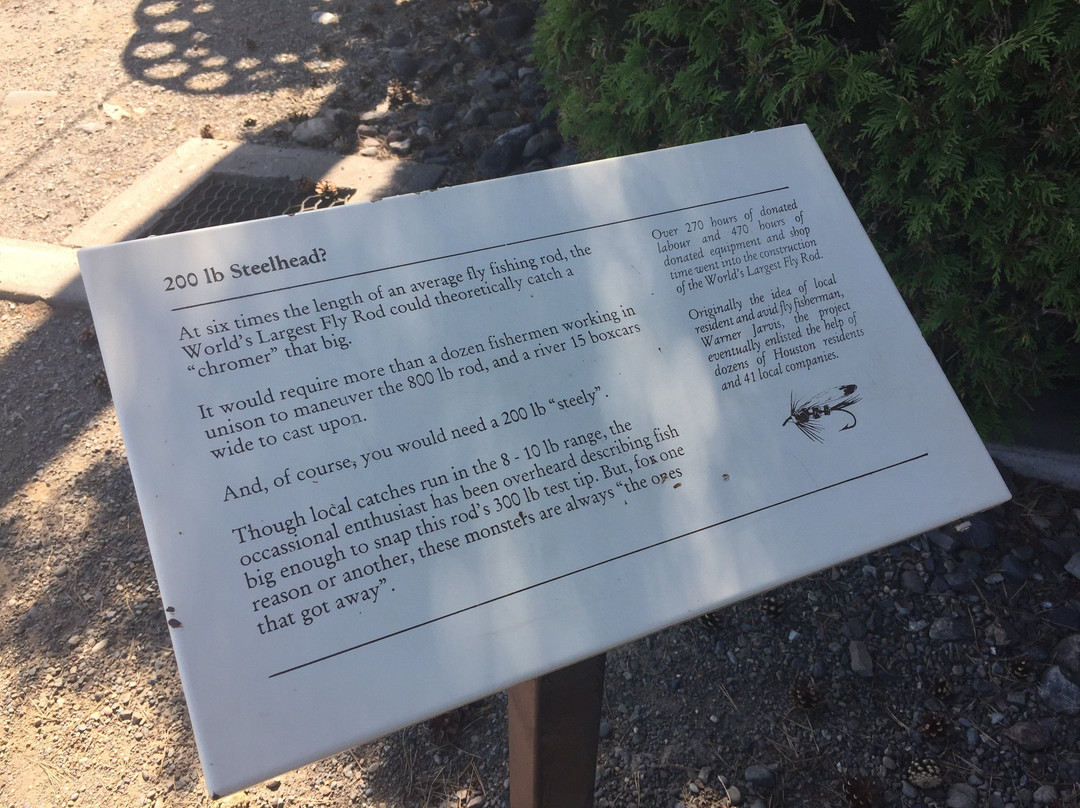 200 lb Steelhead?
At six times the length of an average fly fishing rod, the
World's Largest Fly Rod could theoretically catch a
“chromer” that big.
It would require more than a dozen fishermen working in
unison to maneuver the 800 lb rod, and a river 15 boxcars
wide to cast upon.
And, of course, you would need a 200 lb “steely”.
Though local catches run in the 8 - 10 lb range, the
occassional enthusiast has been overheard describing fish
big enough to snap this rod's 300 lb test tip. But, for one
reason or another, these monsters are always “the ones
that got away”.
Over 270 hours of donated
labour and 470 hours of
donated equipment and shop
time went into the construction
of the World's Largest Fly Rod.
Originally the idea of local
resident and avid fly fisherman,
Warner Jarvis, the project
eventually enlisted the help of
dozens of Houston residents
and 41 local companies.